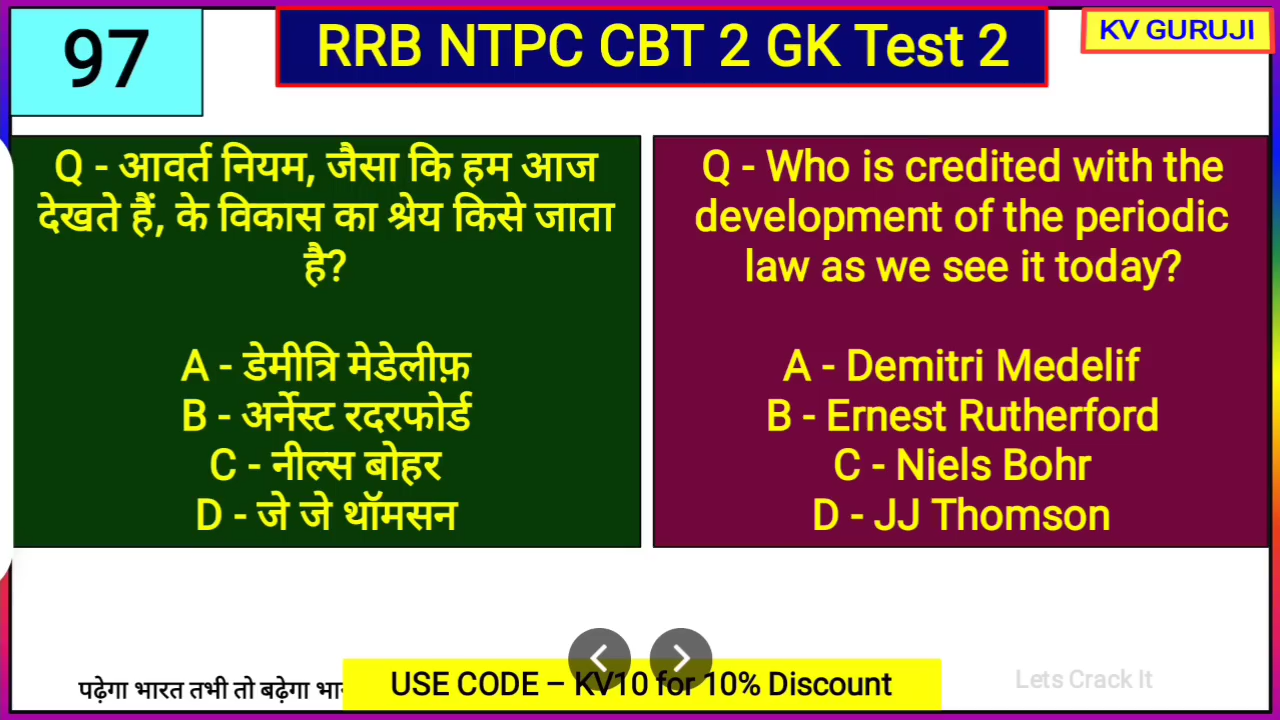 97
RRB NTPC CBT 2 GK Test 2
KV GURUJI
Q - आवर्त नियम, जैसा कि हम आज
देखते हैं, के विकास का श्रेय किसे जाता
है?
A - डेमीत्रि मेडेलीफ़
B - अर्नेस्ट रदरफोर्ड
C - नील्स बोहर
D - जे जे थॉमसन
Q - Who is credited with the
development of the periodic
law as we see it today?
A - Demitri Medelif
B - Ernest Rutherford
C - Niels Bohr
D - JJ Thomson
पढ़ेगा भारत तभी तो बढ़ेगा
USE CODE – KV10 for 10% Discount
Lets Crack It